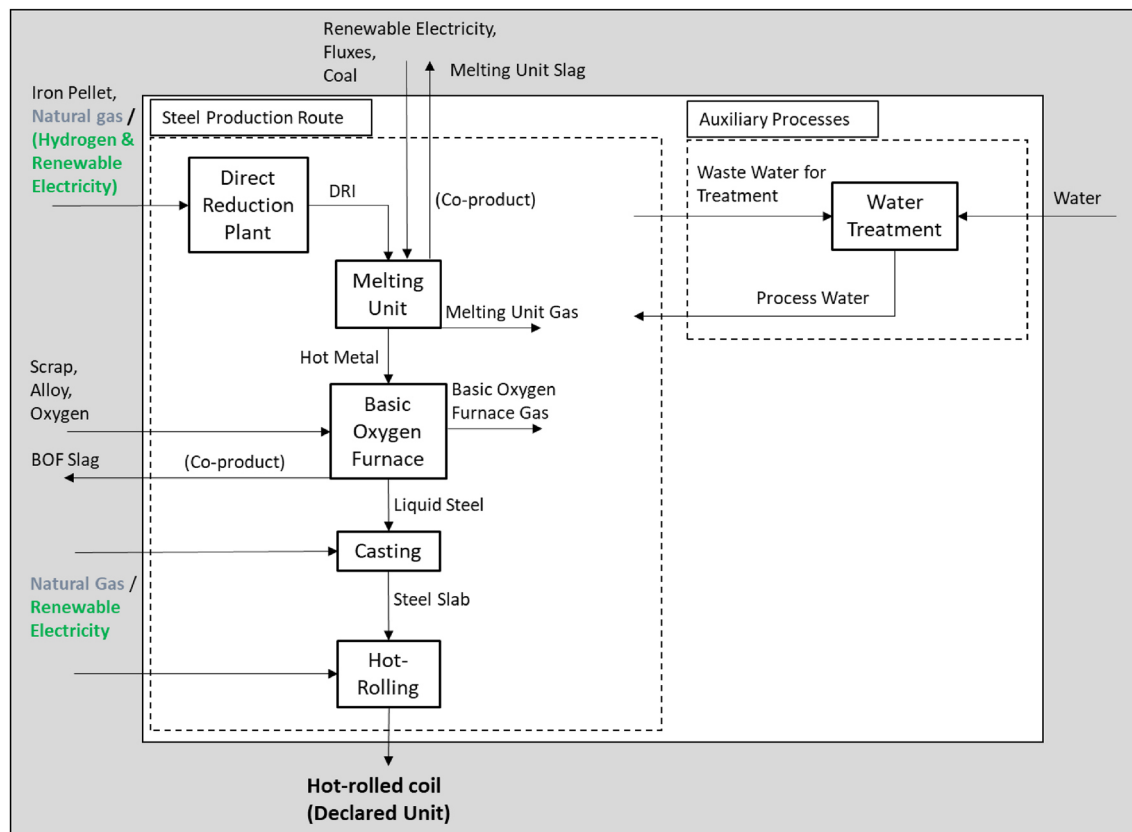 Renewable Electricity,
Fluxes,
Coal
Melting Unit Slag
Iron Pellet,
Natural gas /
(Hydrogen &
Renewable
Electricity)
Steel Production Route
Auxiliary Processes
Direct
Reduction
Plant
DRI
(Co-product)
Waste Water for
Treatment
Water
Treatment
Water
Melting
Unit
Melting Unit Gas
Process Water
Hot Metal
Scrap,
Alloy,
Oxygen
Basic
Oxygen
Furnace
Basic Oxygen
Furnace Gas
BOF Slag
(Co-product)
Liquid Steel
Casting
Natural Gas /
Renewable
Electricity
Steel Slab
Hot-
Rolling
Hot-rolled coil
(Declared Unit)